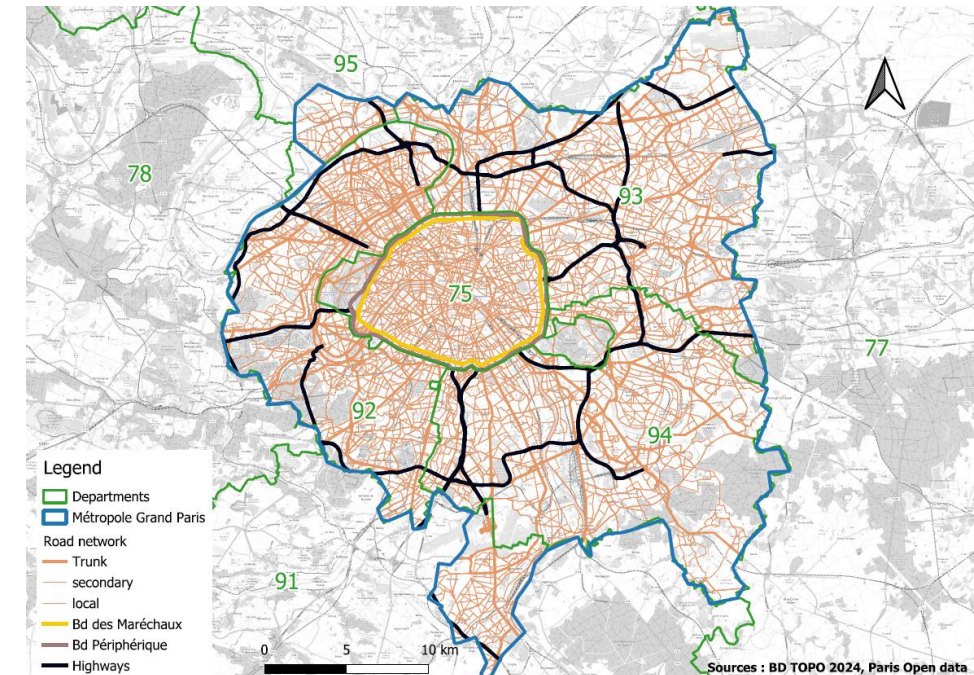 95
78
93
75
77
92
94
91
Legend
Departments
Métropole Grand Paris
Road network
Trunk
secondary
local
Bd des Maréchaux
Bd Périphérique
Highways
0 5 10 km
Sources : BD TOPO 2024, Paris Open data